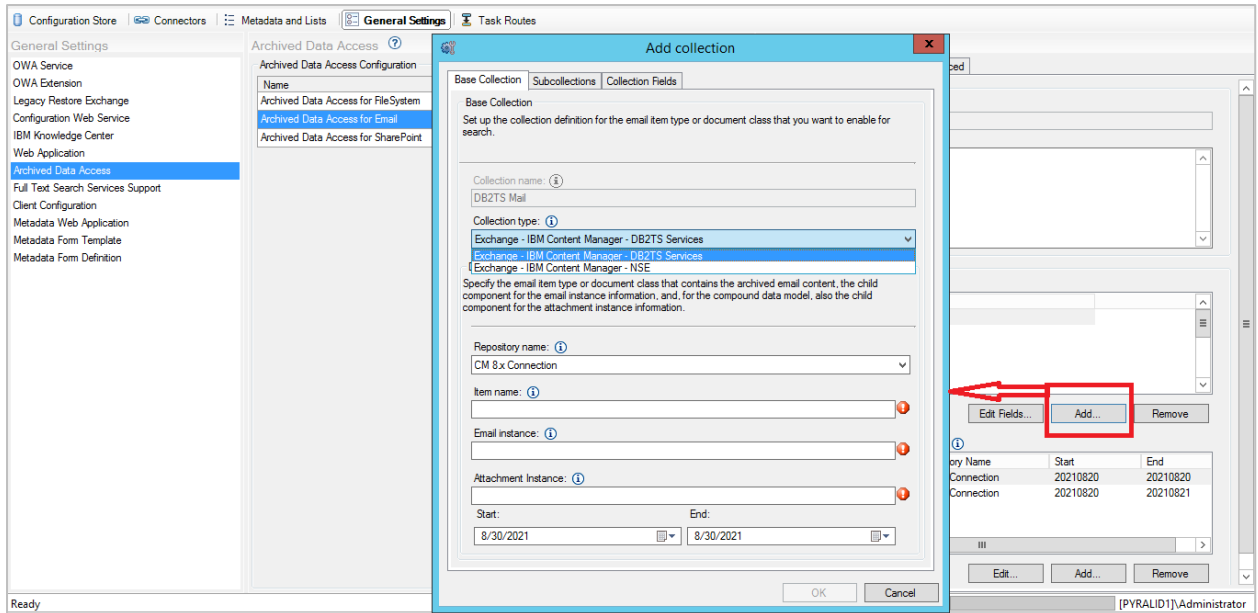 Configuration Store Connectors Metadata and Lists General Settings Task Routes
General Settings
OWA Service
OWA Extension
Legacy Restore Exchange
Configuration Web Service
IBM Knowledge Center
Web Application
Archived Data Access
Full Text Search Services Support
Client Configuration
Metadata Web Application
Metadata Form Template
Metadata Form Definition
Archived Data Access
Archived Data Access Configuration
Name
Archived Data Access for FileSystem
Archived Data Access for Email
Archived Data Access for SharePoint
Add collection
x
Base Collection Subcollections Collection Fields
Base Collection
Set up the collection definition for the email item type or document class that you want to enable for
search.
Collection name:
DB2TS Mail
Collection type:
Exchange - IBM Content Manager - DB2TS Services
Exchange - IBM Content Manager - DB2TS Services
Exchange - IBM Content Manager - NSE
Specify the email item type or document class that contains the archived email content, the child
component for the email instance information, and, for the compound data model, also the child
component for the attachment instance information.
Repository name:
CM 8.x Connection
Item name:
Email instance:
Attachment Instance:
Start: End:
8/30/2021 8/30/2021
OK Cancel
ced
Edit Fields... Add... Remove
ory Name Start End
Connection 20210820 20210820
Connection 20210820 20210821
Edit... Add... Remove
Ready
[PYRALID1]\Administrator